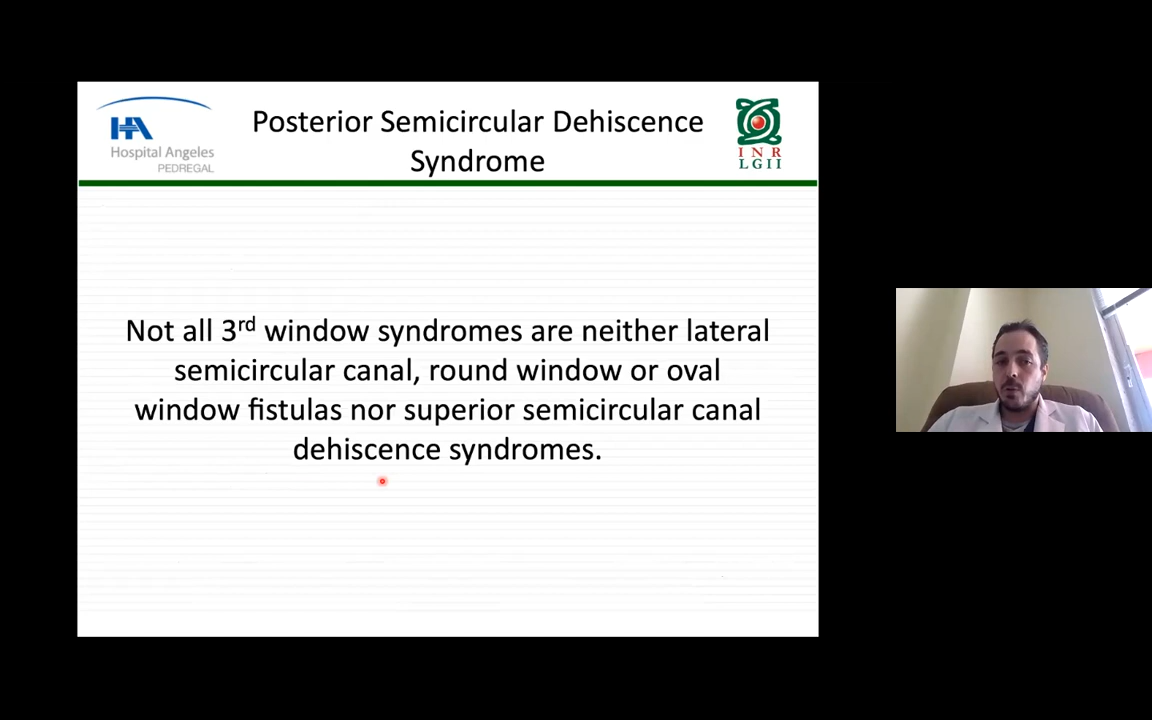 HA
Hospital Angeles
PEDREGAL
Posterior Semicircular Dehiscence
Syndrome
I N R
L G I I
Not all 3rd window syndromes are neither lateral
semicircular canal, round window or oval
window fistulas nor superior semicircular canal
dehiscence syndromes.